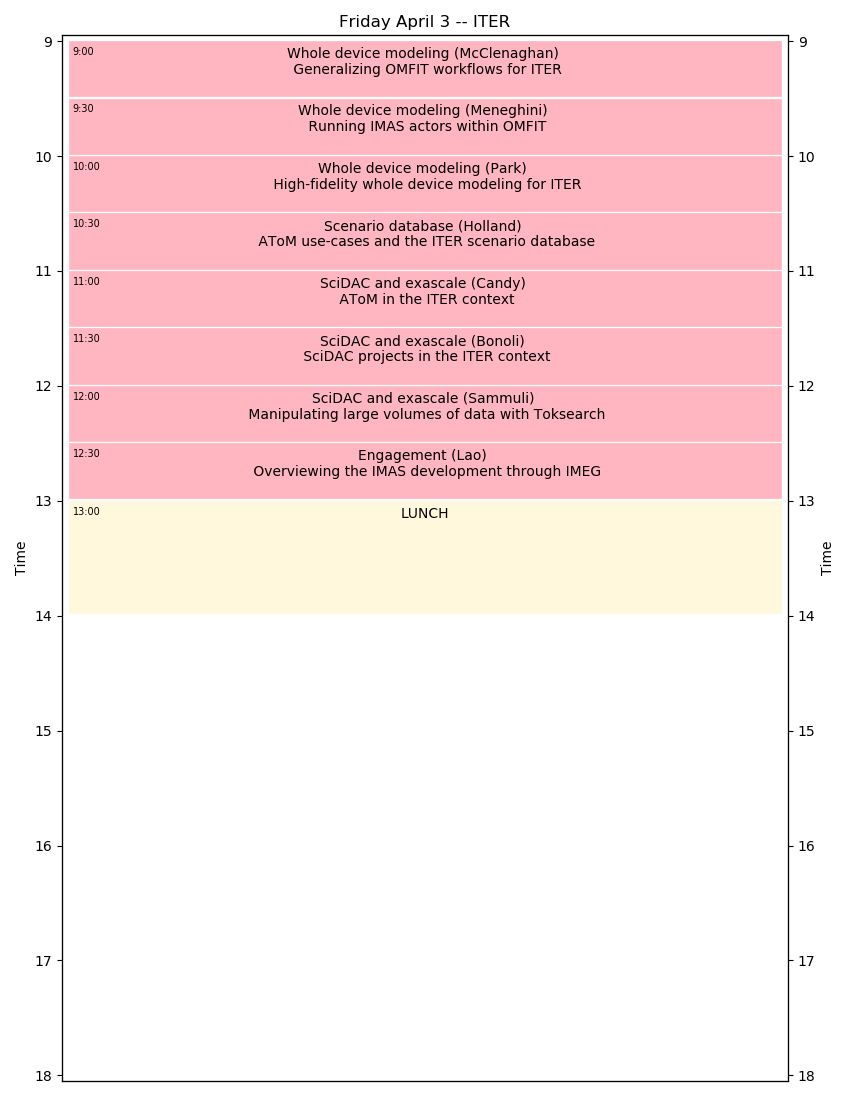 Friday April 3 -- ITER
9
9
9:00
Whole device modeling (McClenaghan)
Generalizing OMFIT workflows for ITER
9:30
Whole device modeling (Meneghini)
Running IMAS actors within OMFIT
10
10
10:00
Whole device modeling (Park)
High-fidelity whole device modeling for ITER
10:30
Scenario database (Holland)
AToM use-cases and the ITER scenario database
11
11
11:00
SciDAC and exascale (Candy)
AToM in the ITER context
11:30
SciDAC and exascale (Bonoli)
SciDAC projects in the ITER context
12
12
12:00
SciDAC and exascale (Sammuli)
Manipulating large volumes of data with Toksearch
12:30
Engagement (Lao)
Overviewing the IMAS development through IMEG
13
13
13:00
LUNCH
Time
Time
14
14
15
15
16
16
17
17
18
18